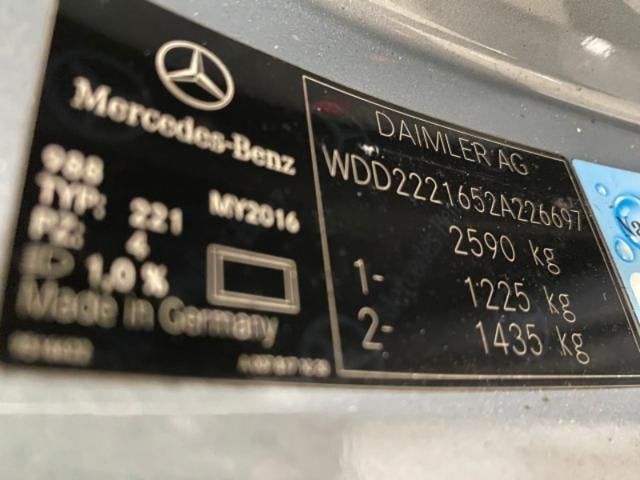 Mercedes-Benz
988
TYP: 221 MY2016
PZ: 4
1,0 %
Made in Germany
DAIMLER AG
WDD2221652A226697
2590 kg
1- 1225 kg
2- 1435 kg